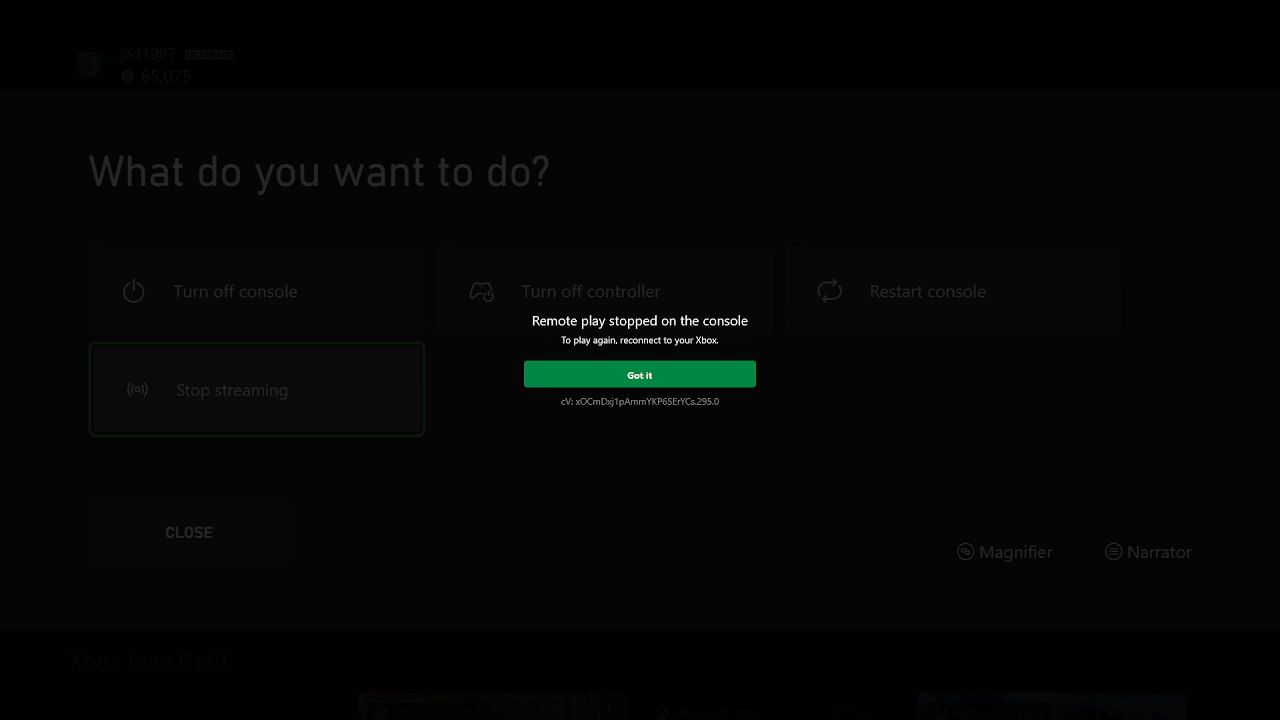 jad1987 ULTIMATE
65,075
What do you want to do?
Turn off console
Turn off controller
Restart console
Remote play stopped on the console
To play again, reconnect to your Xbox.
Got it
cV: xOCmDxj1pAmmYKP6SErYCs.295.0
Stop streaming
CLOSE
Magnifier
Narrator
Xbox Live Gold